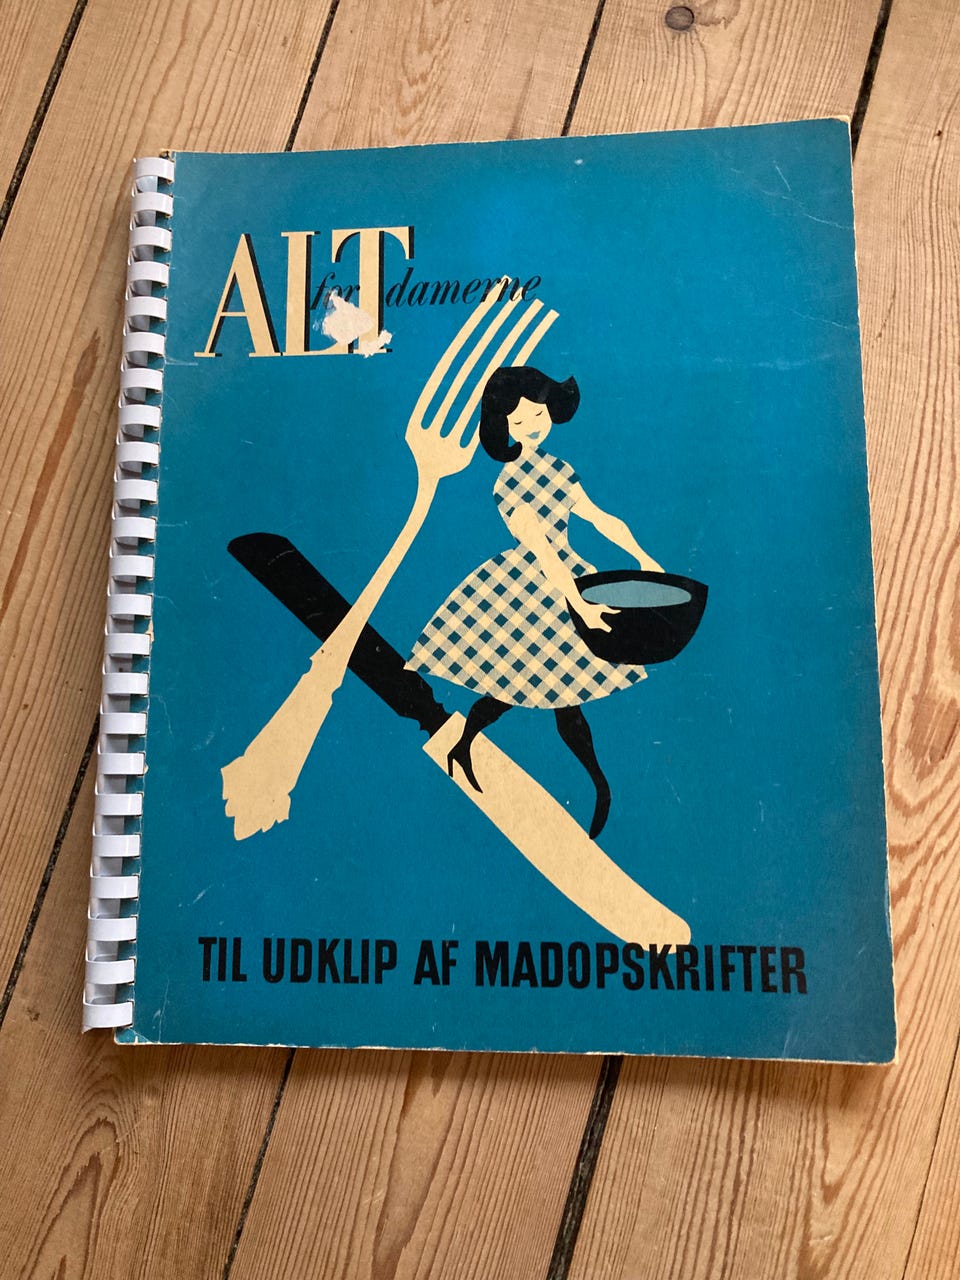 ALT for damerne
TIL UDKLIP AF MADOPSKRIFTER